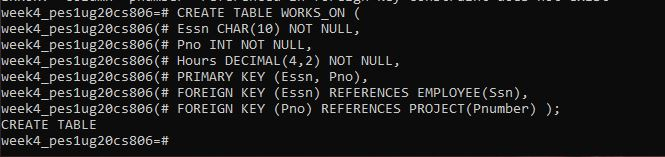 week4_pes1ug20cs806=# CREATE TABLE WORKS_ON (
week4_pes1ug20cs806(# Essn CHAR(10) NOT NULL,
week4_pes1ug20cs806(# Pno INT NOT NULL,
week4_pes1ug20cs806(# Hours DECIMAL(4,2) NOT NULL,
week4_pes1ug20cs806(# PRIMARY KEY (Essn, Pno),
week4_pes1ug20cs806(# FOREIGN KEY (Essn) REFERENCES EMPLOYEE(Ssn),
week4_pes1ug20cs806(# FOREIGN KEY (Pno) REFERENCES PROJECT(Pnumber) );
CREATE TABLE
week4_pes1ug20cs806=#